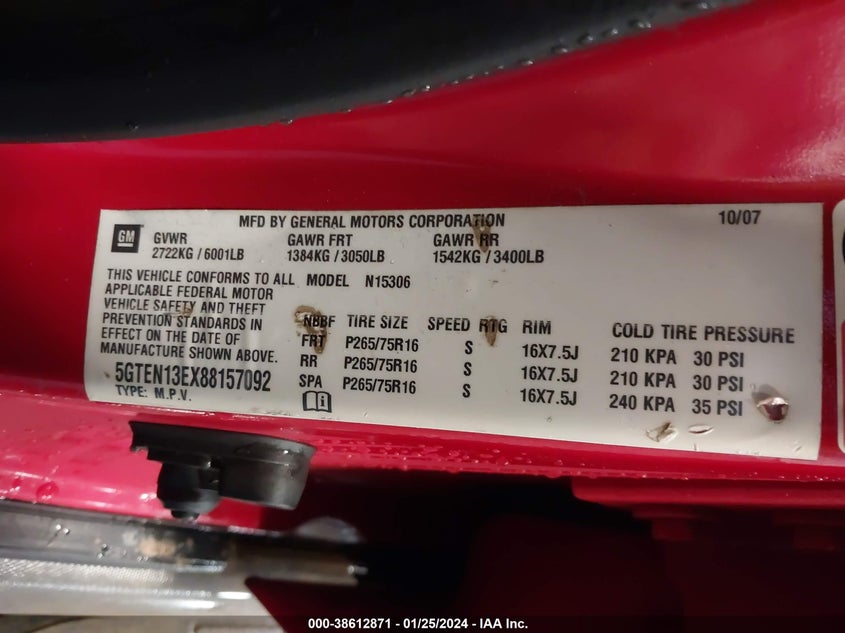 MFD BY GENERAL MOTORS CORPORATION 10/07
GM GVWR GAWR FRT GAWR RR
2722KG / 6001LB 1384KG / 3050LB 1542KG / 3400LB
THIS VEHICLE CONFORMS TO ALL MODEL N15306
APPLICABLE FEDERAL MOTOR
VEHICLE SAFETY AND THEFT
PREVENTION STANDARDS IN
EFFECT ON THE DATE OF
MANUFACTURE SHOWN ABOVE.
5GTEN13EX88157092
TYPE: M.P.V.
NBBF TIRE SIZE SPEED RTG RIM COLD TIRE PRESSURE
FRT P265/75R16 S 16X7.5J 210 KPA 30 PSI
RR P265/75R16 S 16X7.5J 210 KPA 30 PSI
SPA P265/75R16 S 16X7.5J 240 KPA 35 PSI
000-38612871 - 01/25/2024 - IAA Inc.